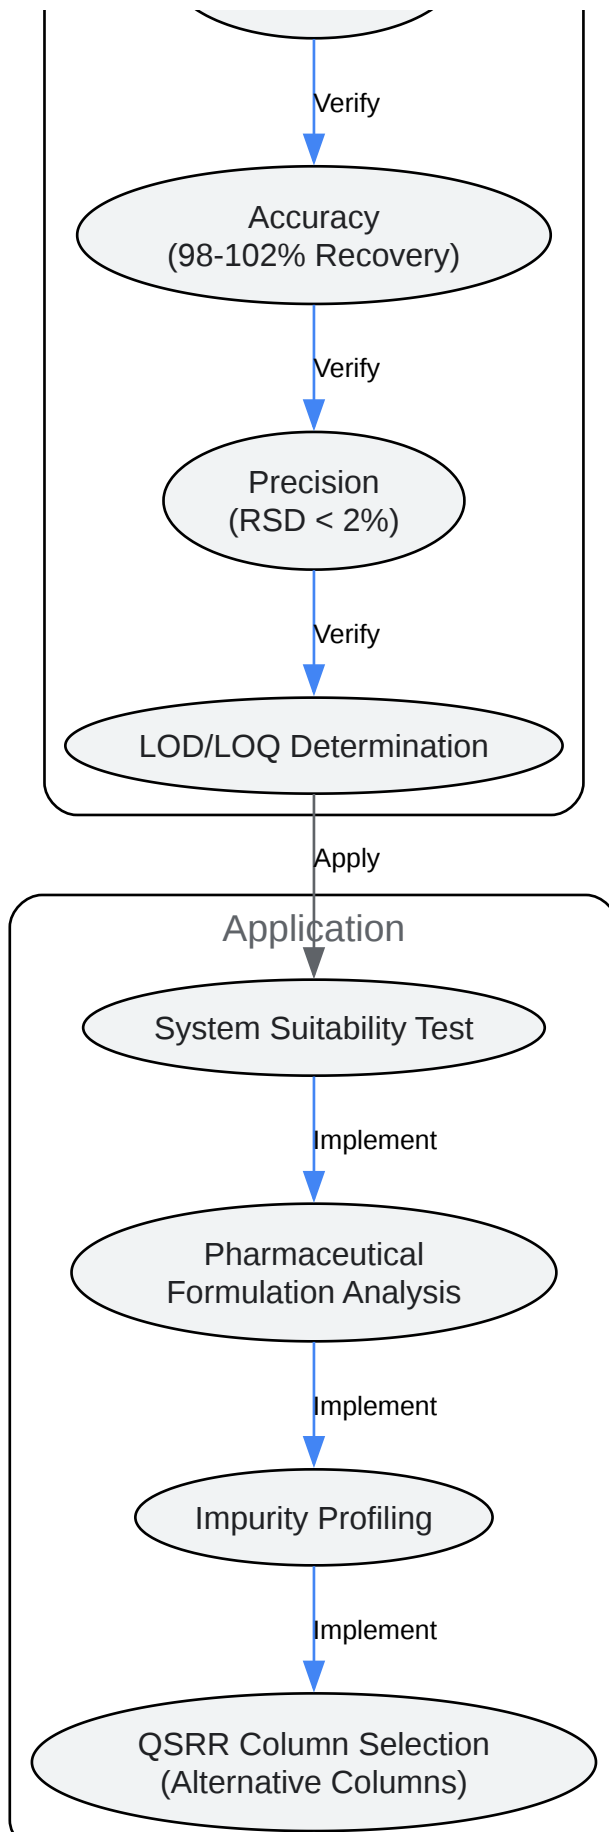 Verify
Accuracy
(98-102% Recovery)
Verify
Precision
(RSD < 2%)
Verify
LOD/LOQ Determination
Apply
Application
System Suitability Test
Implement
Pharmaceutical
Formulation Analysis
Implement
Impurity Profiling
Implement
QSRR Column Selection
(Alternative Columns)